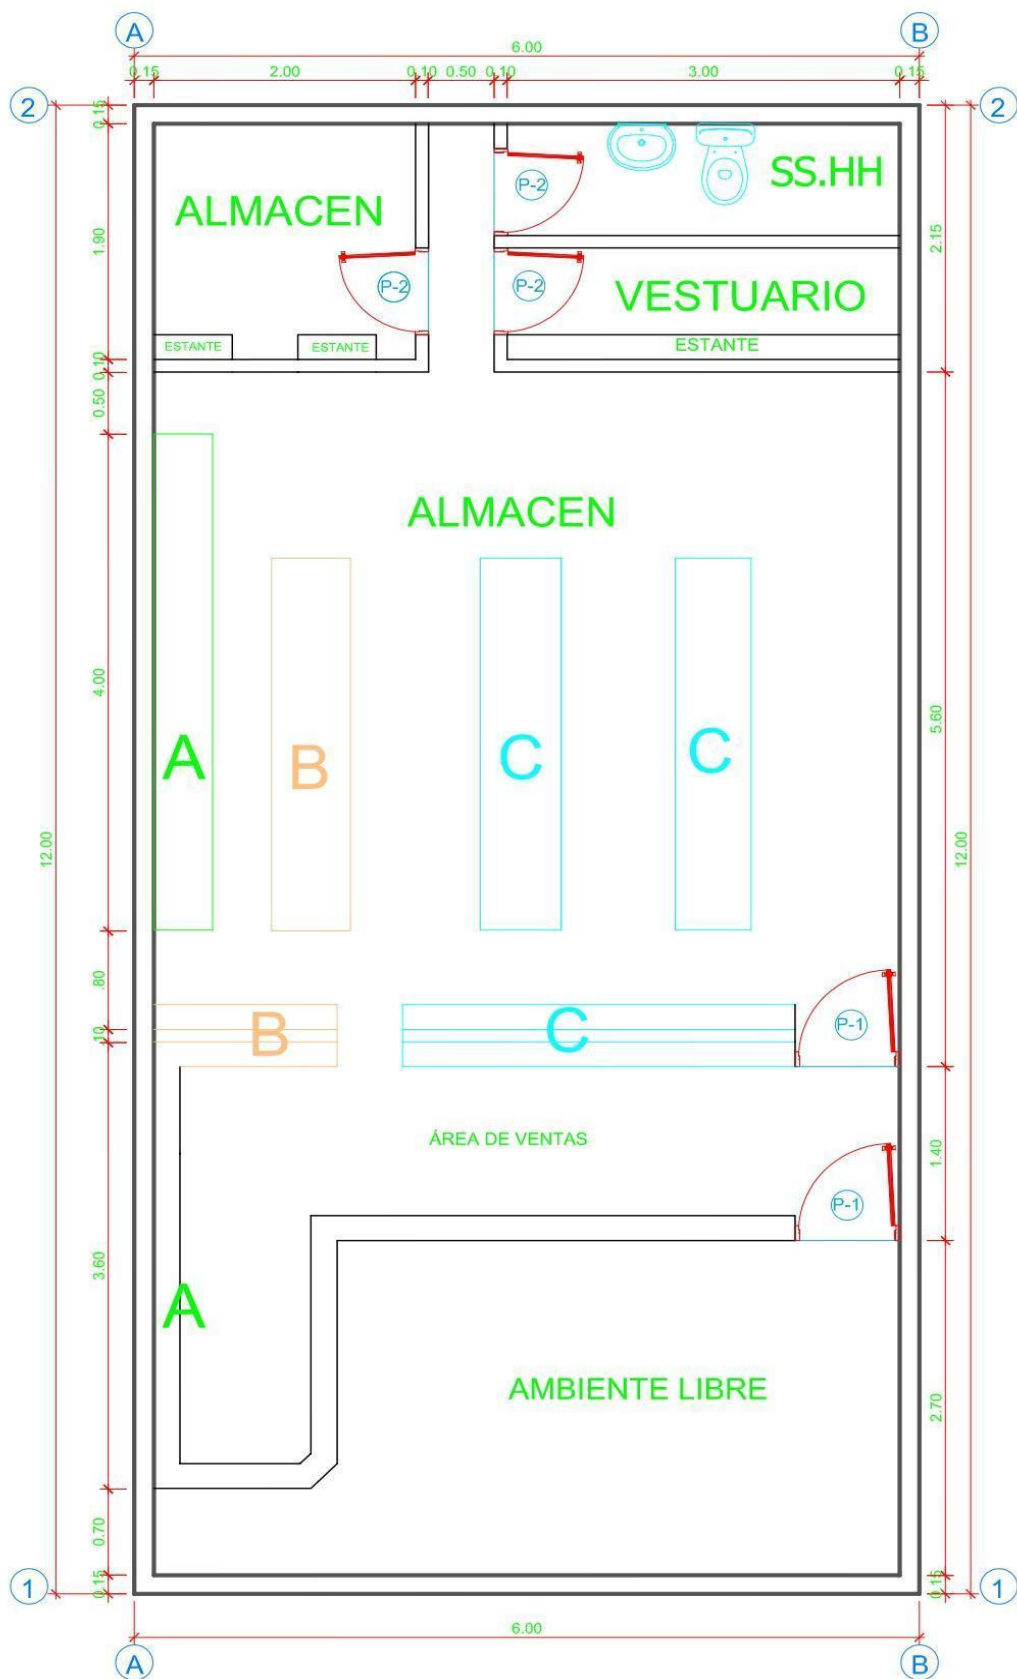 A
B
6.00
0.15
2.00
0.10
0.50
0.10
3.00
0.15
2
2
0.15
SS.HH
P-2
ALMACEN
1.90
2.15
P-2
P-2
VESTUARIO
ESTANTE
ESTANTE
ESTANTE
0.10
0.50
ALMACEN
4.00
5.60
A
B
C
C
12.00
12.00
.80
.10
B
C
P-1
ÁREA DE VENTAS
1.40
P-1
3.60
A
AMBIENTE LIBRE
2.70
0.70
0.15
0.15
1
1
6.00
A
B